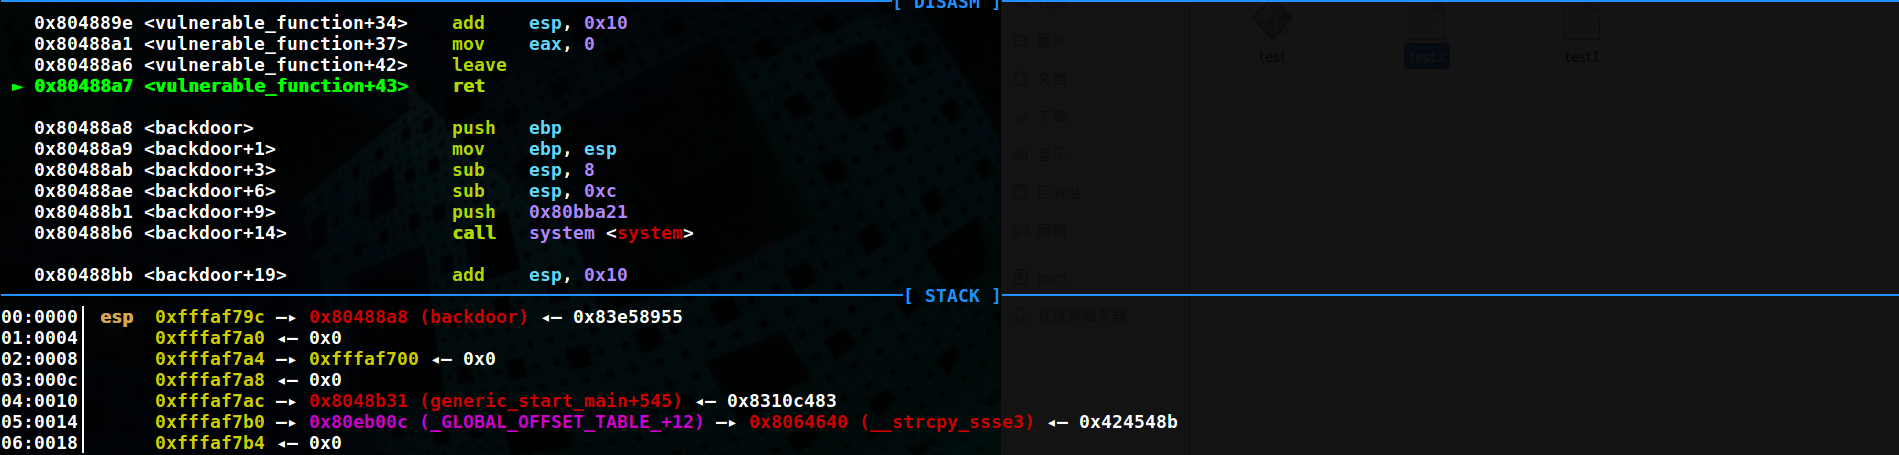 [ DISASM ]
0x804889e <vulnerable_function+34> add esp, 0x10
0x80488a1 <vulnerable_function+37> mov eax, 0
0x80488a6 <vulnerable_function+42> leave
► 0x80488a7 <vulnerable_function+43> ret
0x80488a8 <backdoor> push ebp
0x80488a9 <backdoor+1> mov ebp, esp
0x80488ab <backdoor+3> sub esp, 8
0x80488ae <backdoor+6> sub esp, 0xc
0x80488b1 <backdoor+9> push 0x80bba21
0x80488b6 <backdoor+14> call system <system>
0x80488bb <backdoor+19> add esp, 0x10
[ STACK ]
00:0000│ esp 0xfffaf79c —▸ 0x80488a8 (backdoor) ◂— 0x83e58955
01:0004│ 0xfffaf7a0 ◂— 0x0
02:0008│ 0xfffaf7a4 —▸ 0xfffaf700 ◂— 0x0
03:000c│ 0xfffaf7a8 ◂— 0x0
04:0010│ 0xfffaf7ac —▸ 0x8048b31 (generic_start_main+545) ◂— 0x8310c483
05:0014│ 0xfffaf7b0 —▸ 0x80eb00c (_GLOBAL_OFFSET_TABLE_+12) —▸ 0x8064640 (__strcpy_ssse3) ◂— 0x424548b
06:0018│ 0xfffaf7b4 ◂— 0x0
图片
文档
下载
音乐
回收站
网络
pwn
连接到服务器
test
test.c
test1